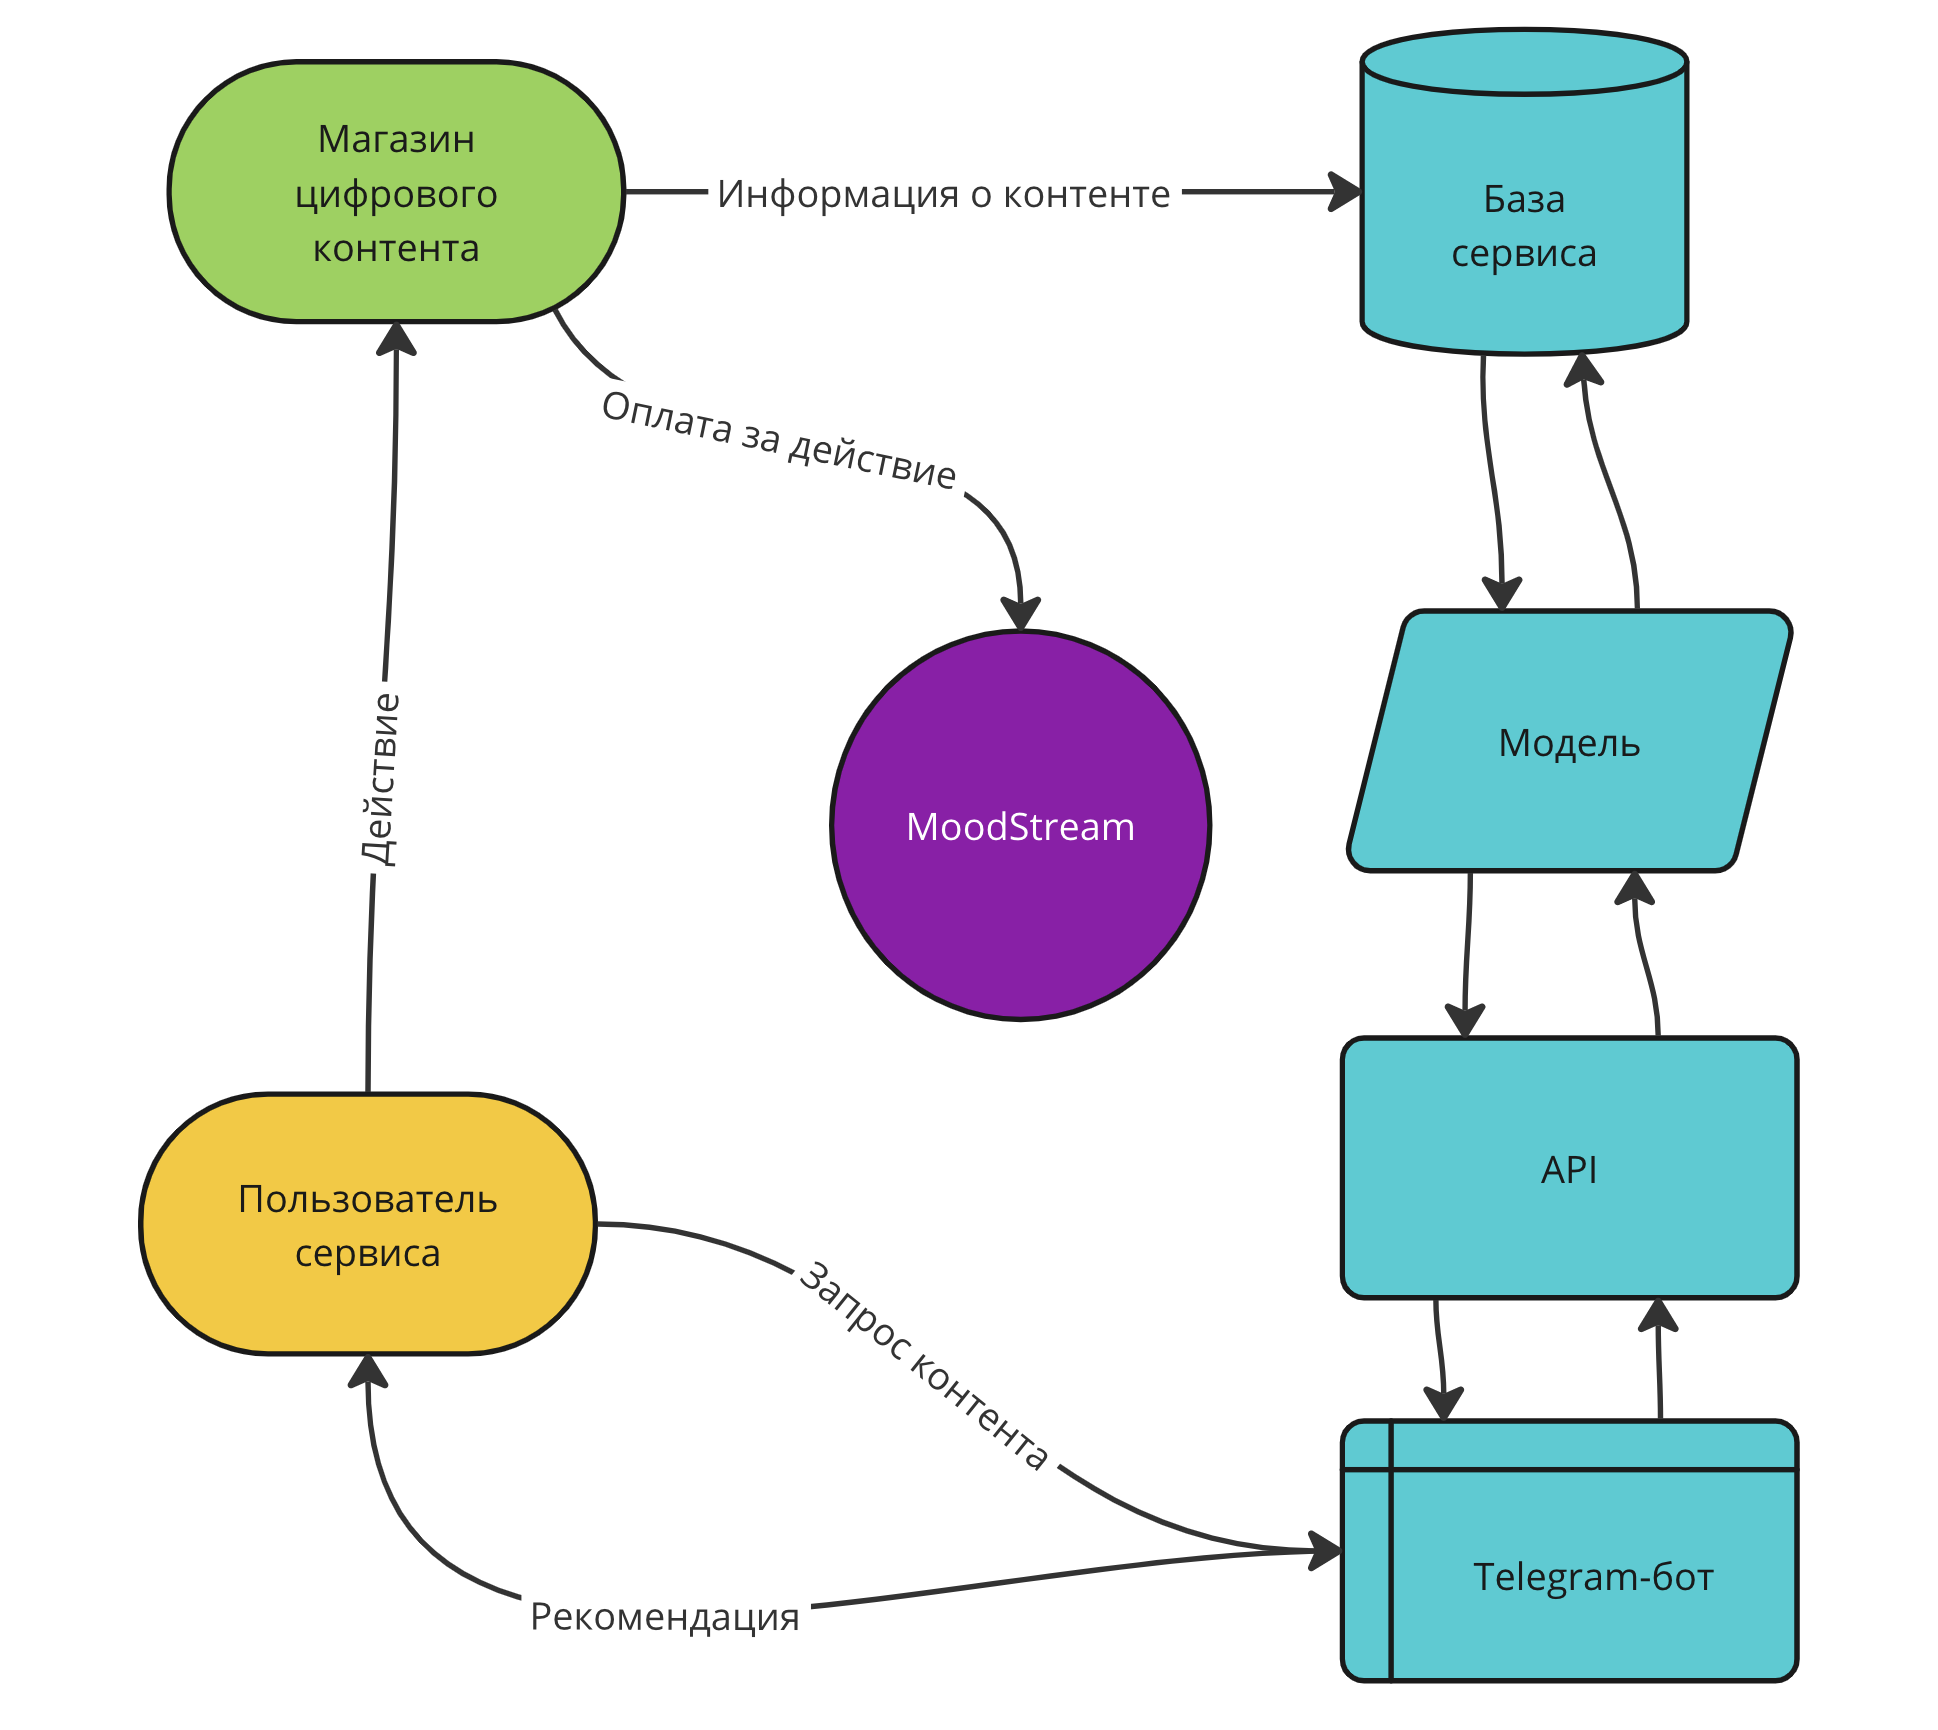 Магазин
цифрового
контента
Информация о контенте
База
сервиса
Оплата за действие
Действие
MoodStream
Модель
API
Пользователь
сервиса
Запрос контента
Рекомендация
Telegram-бот